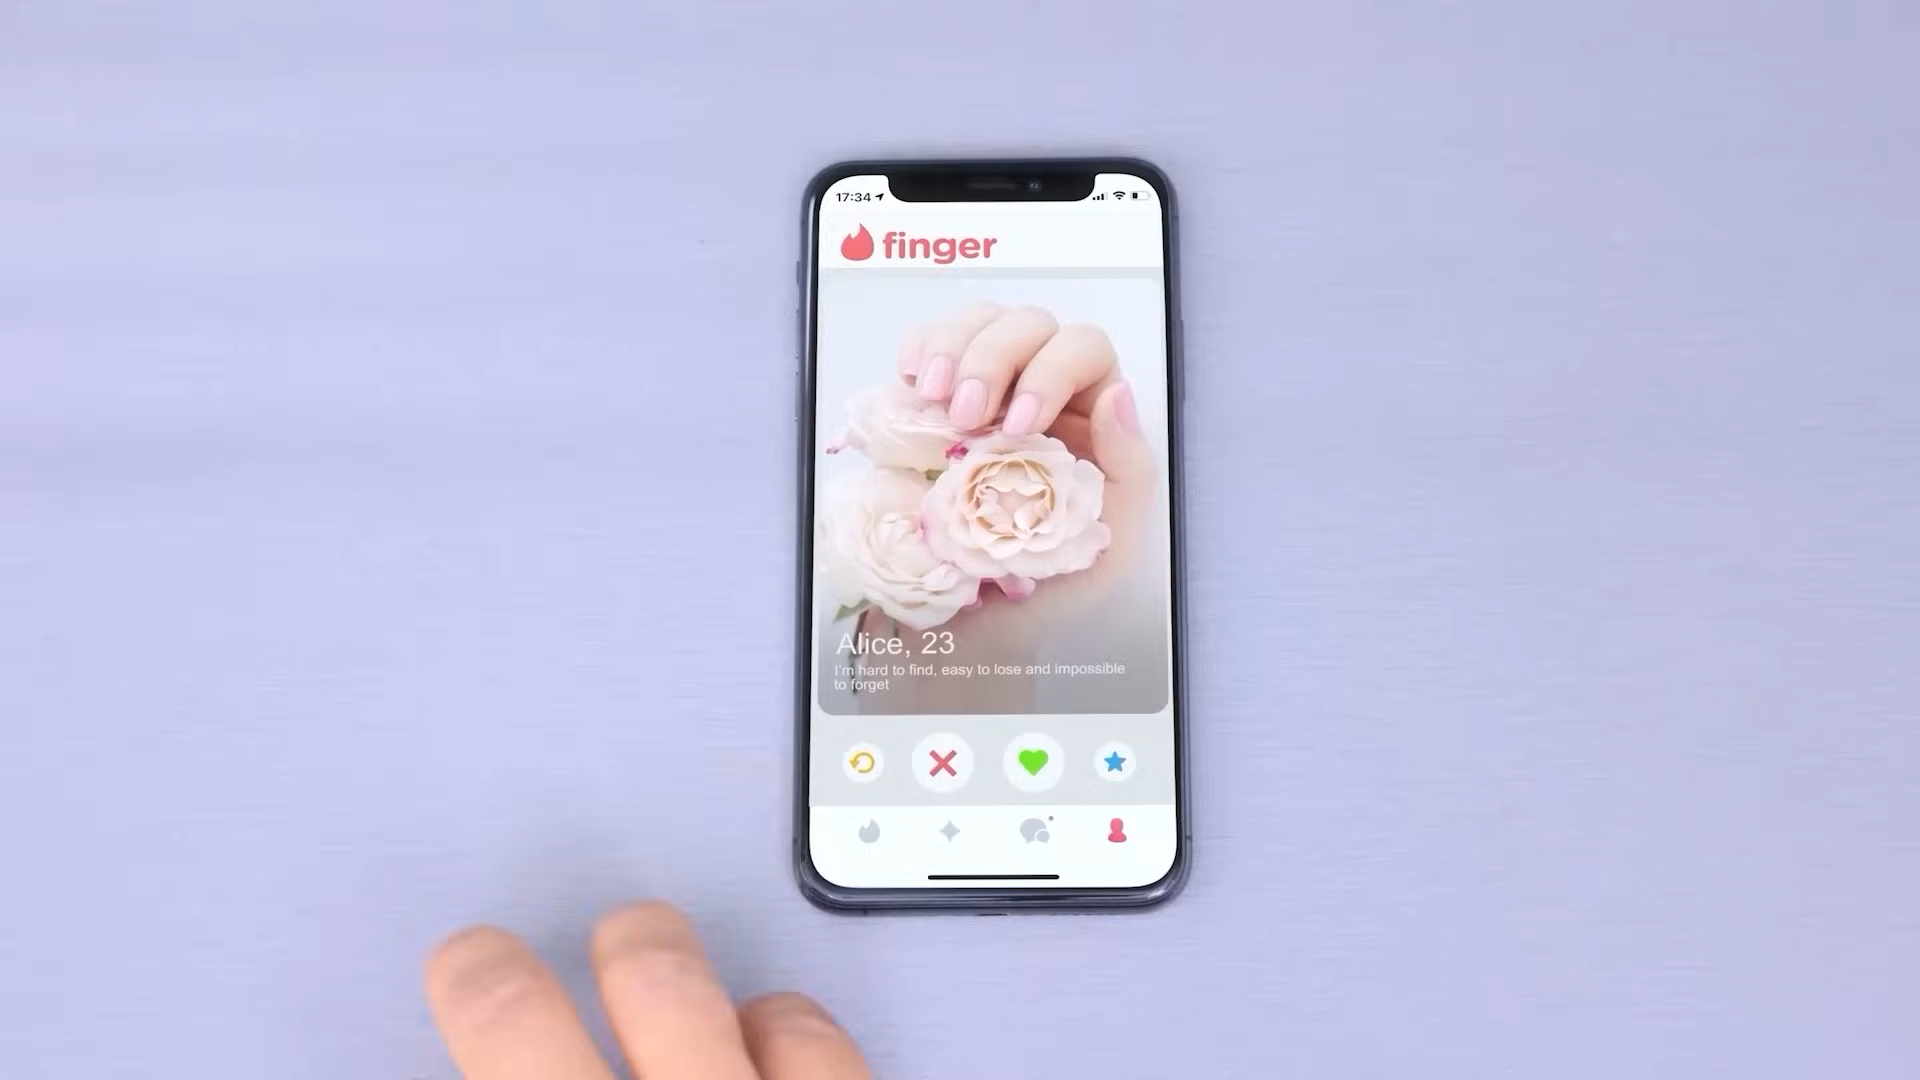 17:34
finger
Alice, 23
I'm hard to find, easy to lose and impossible
to forget